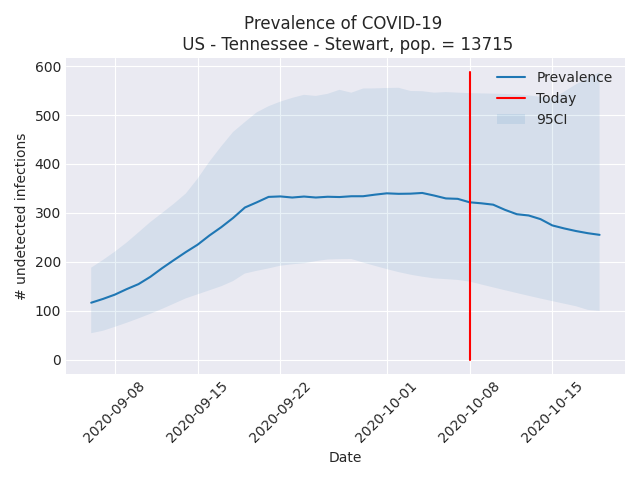 Prevalence of COVID-19
US - Tennessee - Stewart, pop. = 13715
# undetected infections
600
500
400
300
200
100
0
Prevalence
Today
95CI
2020-09-08
2020-09-15
2020-09-22
2020-10-01
2020-10-08
2020-10-15
Date